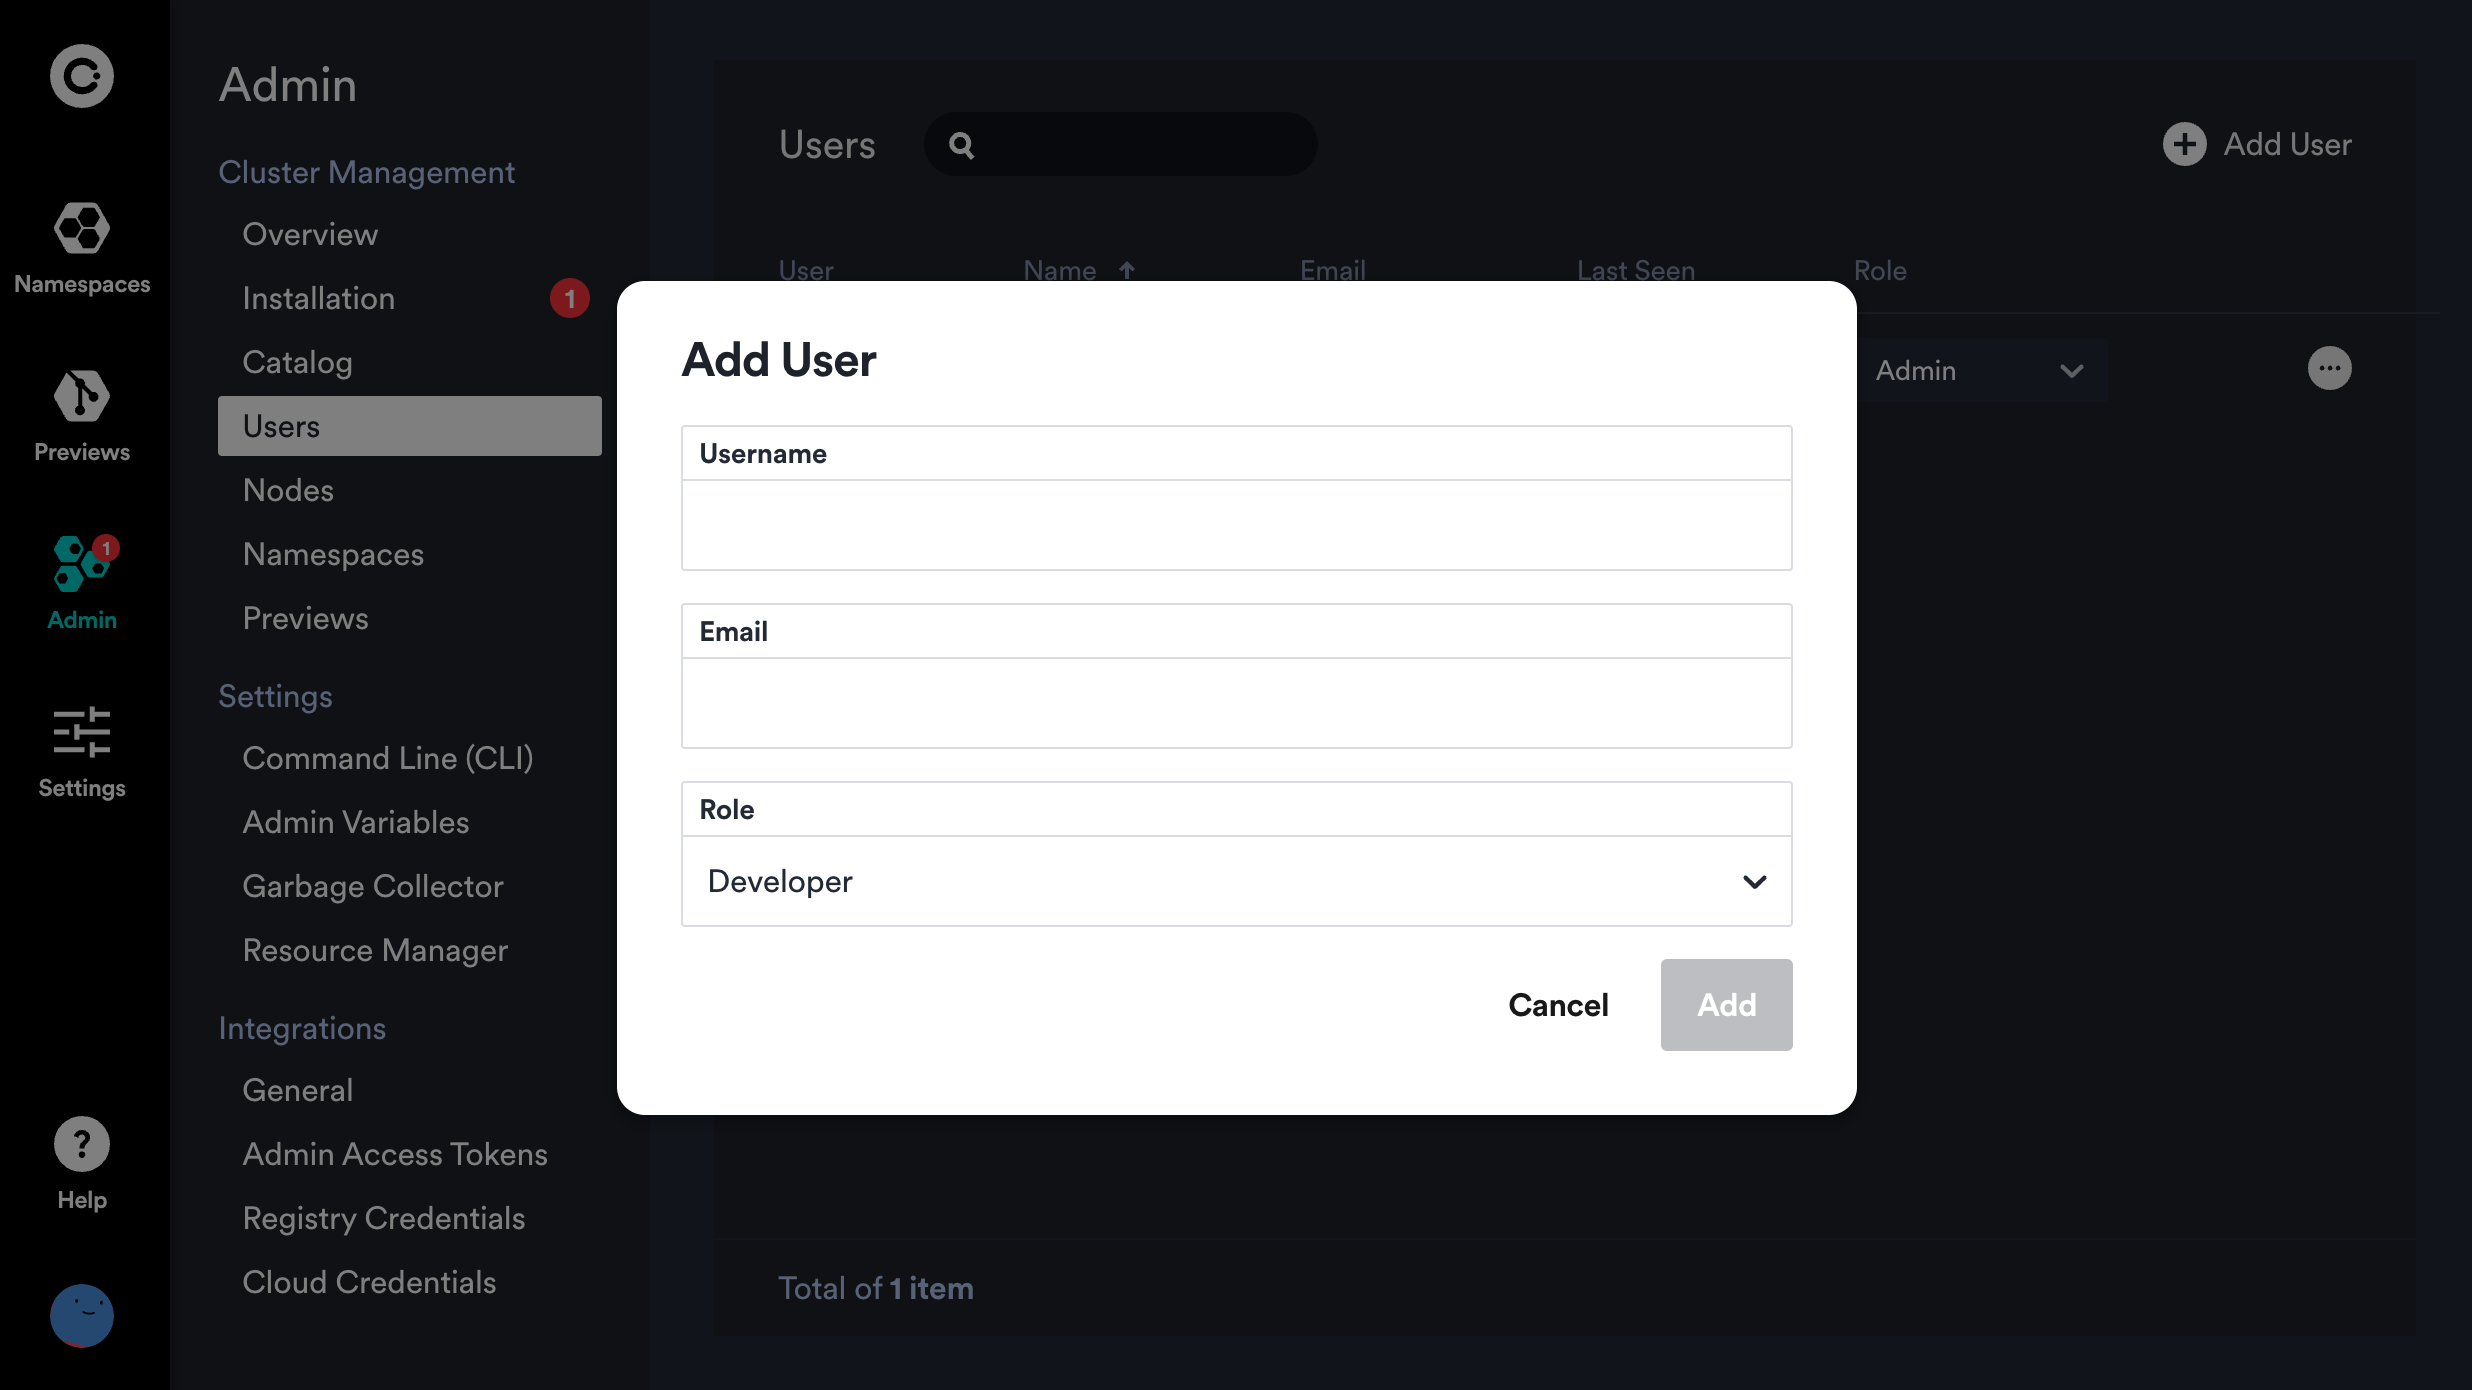 Namespaces
Previews
1
Admin
Settings
Help
Admin
Cluster Management
Overview
Installation 1
Catalog
Users
Nodes
Namespaces
Previews
Settings
Command Line (CLI)
Admin Variables
Garbage Collector
Resource Manager
Integrations
General
Admin Access Tokens
Registry Credentials
Cloud Credentials
Users
Add User
User Name Email Last Seen Role
Admin
Add User
Username
Email
Role
Developer
Cancel Add
Total of 1 item